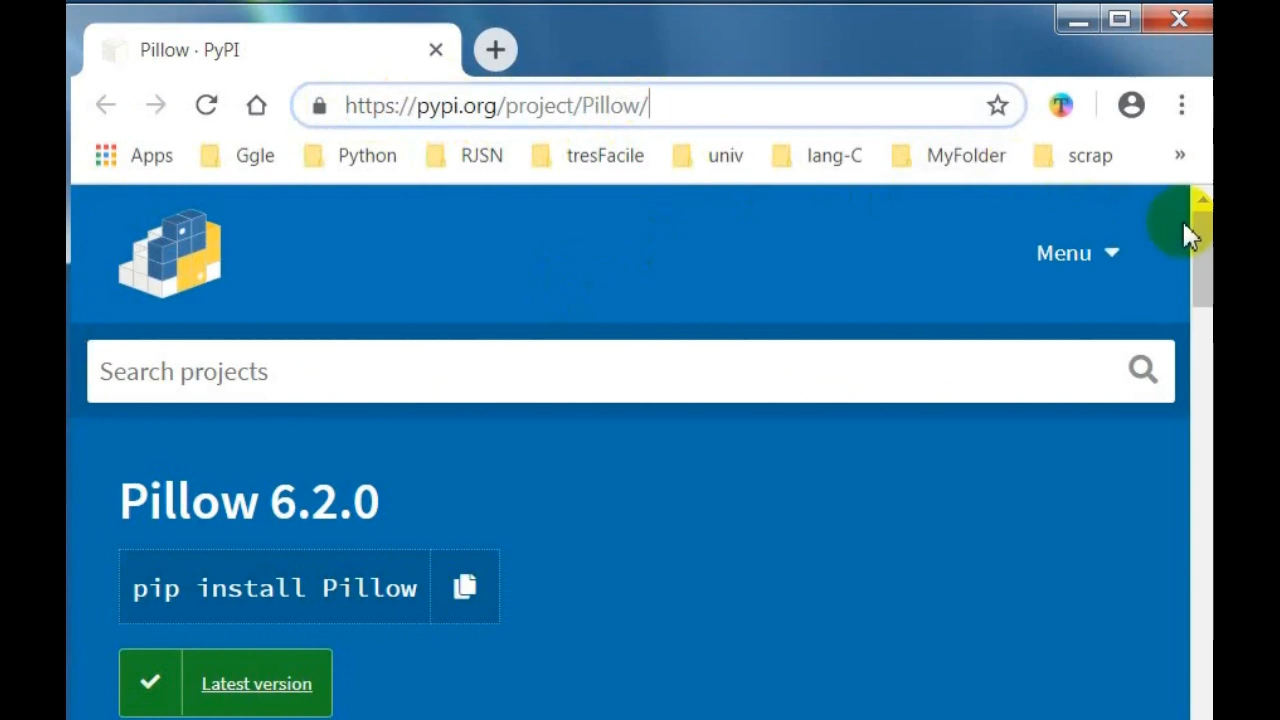 Pillow · PyPI
https://pypi.org/project/Pillow/
Apps Ggle Python RJSN tresFacile univ lang-C MyFolder scrap »
Menu
Search projects
Pillow 6.2.0
pip install Pillow
Latest version